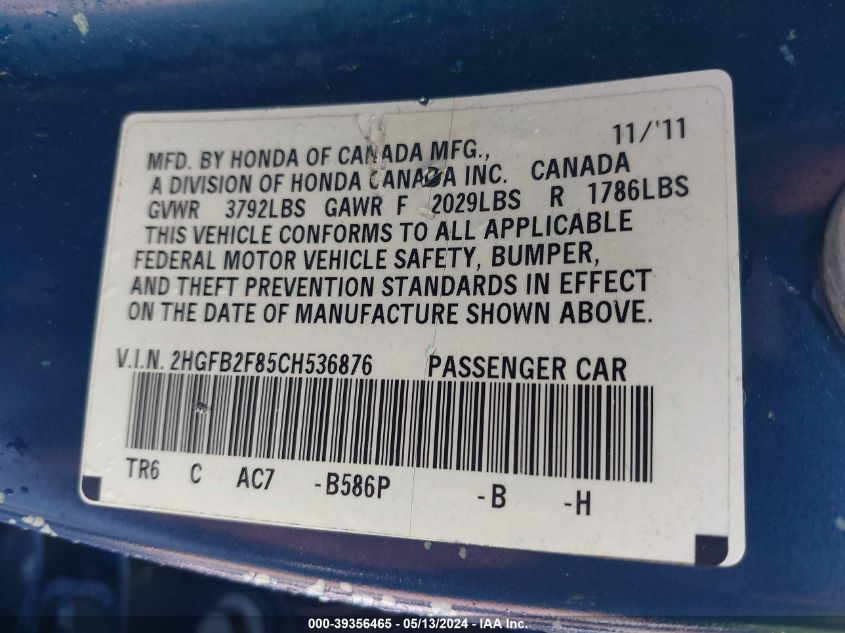 11/'11
MFD. BY HONDA OF CANADA MFG.,
A DIVISION OF HONDA CANADA INC. CANADA
GVWR 3792LBS GAWR F 2029LBS R 1786LBS
THIS VEHICLE CONFORMS TO ALL APPLICABLE
FEDERAL MOTOR VEHICLE SAFETY, BUMPER,
AND THEFT PREVENTION STANDARDS IN EFFECT
ON THE DATE OF MANUFACTURE SHOWN ABOVE.
V.I.N. 2HGFB2F85CH536876 PASSENGER CAR
TR6 C AC7 -B586P -B -H
000-39356465 - 05/13/2024 - IAA Inc.